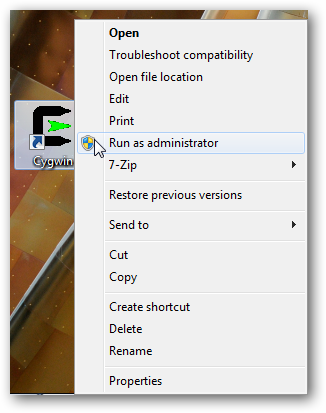 Open
Troubleshoot compatibility
Open file location
Edit
Print
Run as administrator
7-Zip
Restore previous versions
Send to
Cut
Copy
Create shortcut
Delete
Rename
Properties
Cygwin